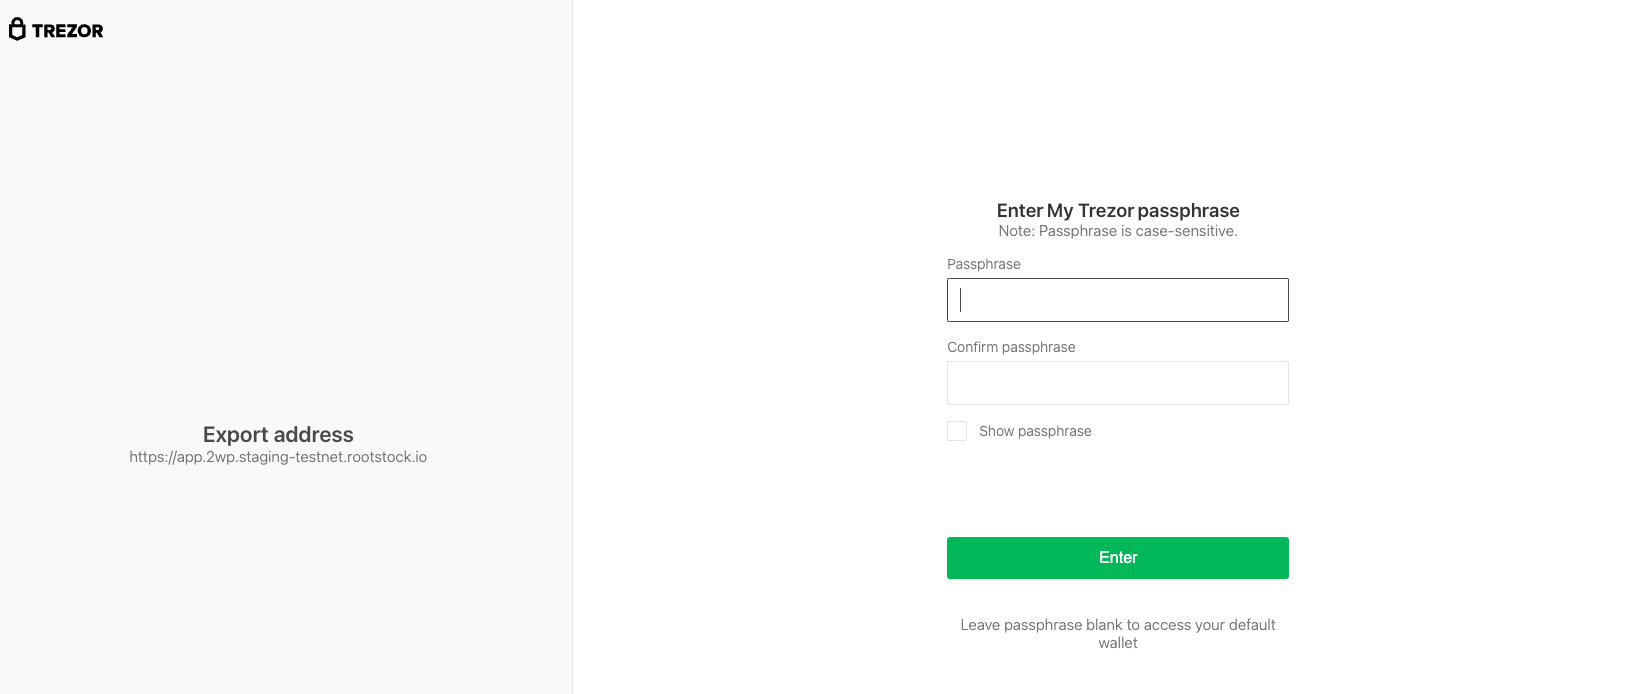 TREZOR
Export address
https://app.2wp.staging-testnet.rootstock.io
Enter My Trezor passphrase
Note: Passphrase is case-sensitive.
Passphrase
Confirm passphrase
Show passphrase
Enter
Leave passphrase blank to access your default
wallet